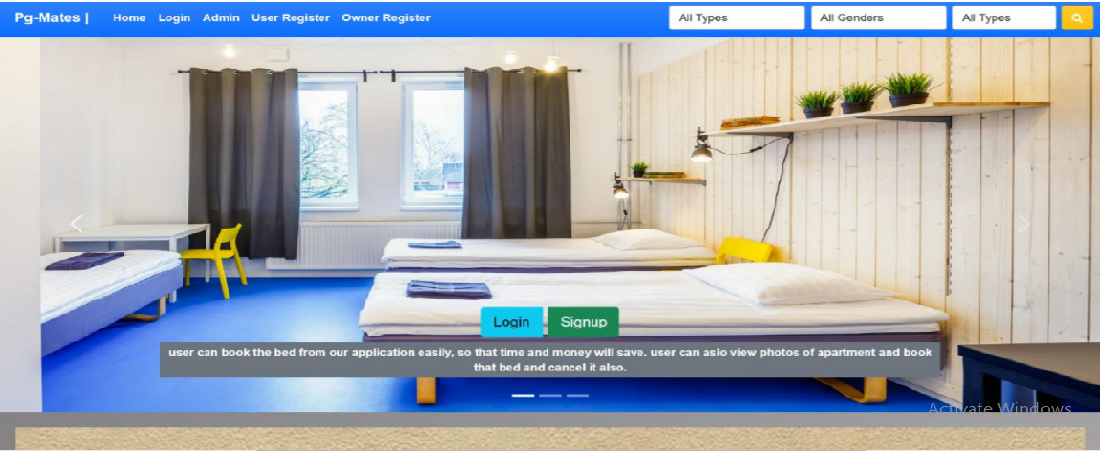 Pg-Mates | Home Login Admin User Register Owner Register All Types All Genders All Types
Login Signup
user can book the bed from our application easily, so that time and money will save. user can aslo view photos of apartment and book
that bed and cancel it also.
Activate Windows